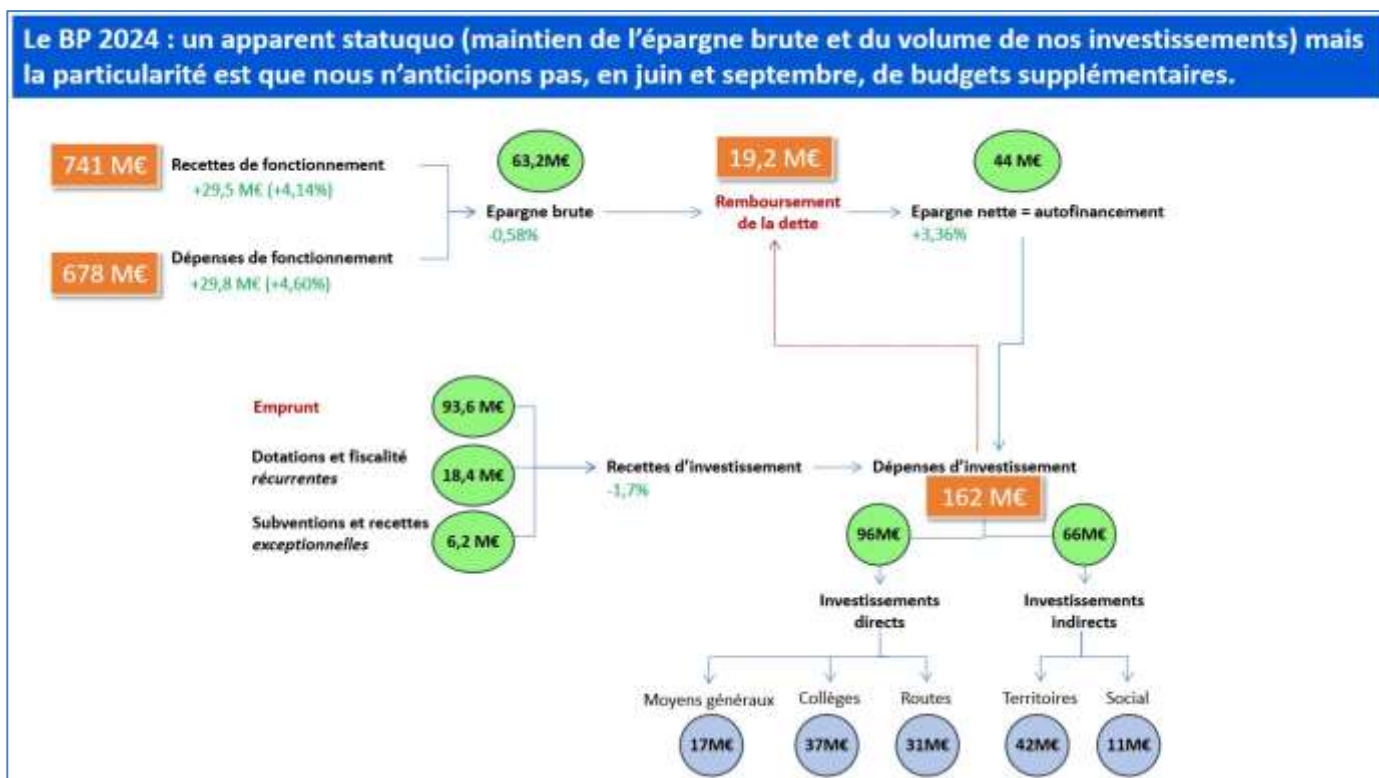 Le BP 2024 : un apparent statuquo (maintien de l'épargne brute et du volume de nos investissements) mais
la particularité est que nous n'anticipons pas, en juin et septembre, de budgets supplémentaires.
741 M€
Recettes de fonctionnement
+29,5 M€ (+4,14%)
63,2M€
Epargne brute
-0,58%
19,2 M€
Remboursement
de la dette
44 M€
Epargne nette = autofinancement
+3,36%
678 M€
Dépenses de fonctionnement
+29,8 M€ (+4,60%)
Emprunt
93,6 M€
Dotations et fiscalité
récurrentes
18,4 M€
Subventions et recettes
exceptionnelles
6,2 M€
Recettes d'investissement
-1,7%
Dépenses d'investissement
162 M€
96M€
66M€
Investissements
directs
Investissements
indirects
Moyens généraux
17M€
Collèges
37M€
Routes
31M€
Territoires
42M€
Social
11M€